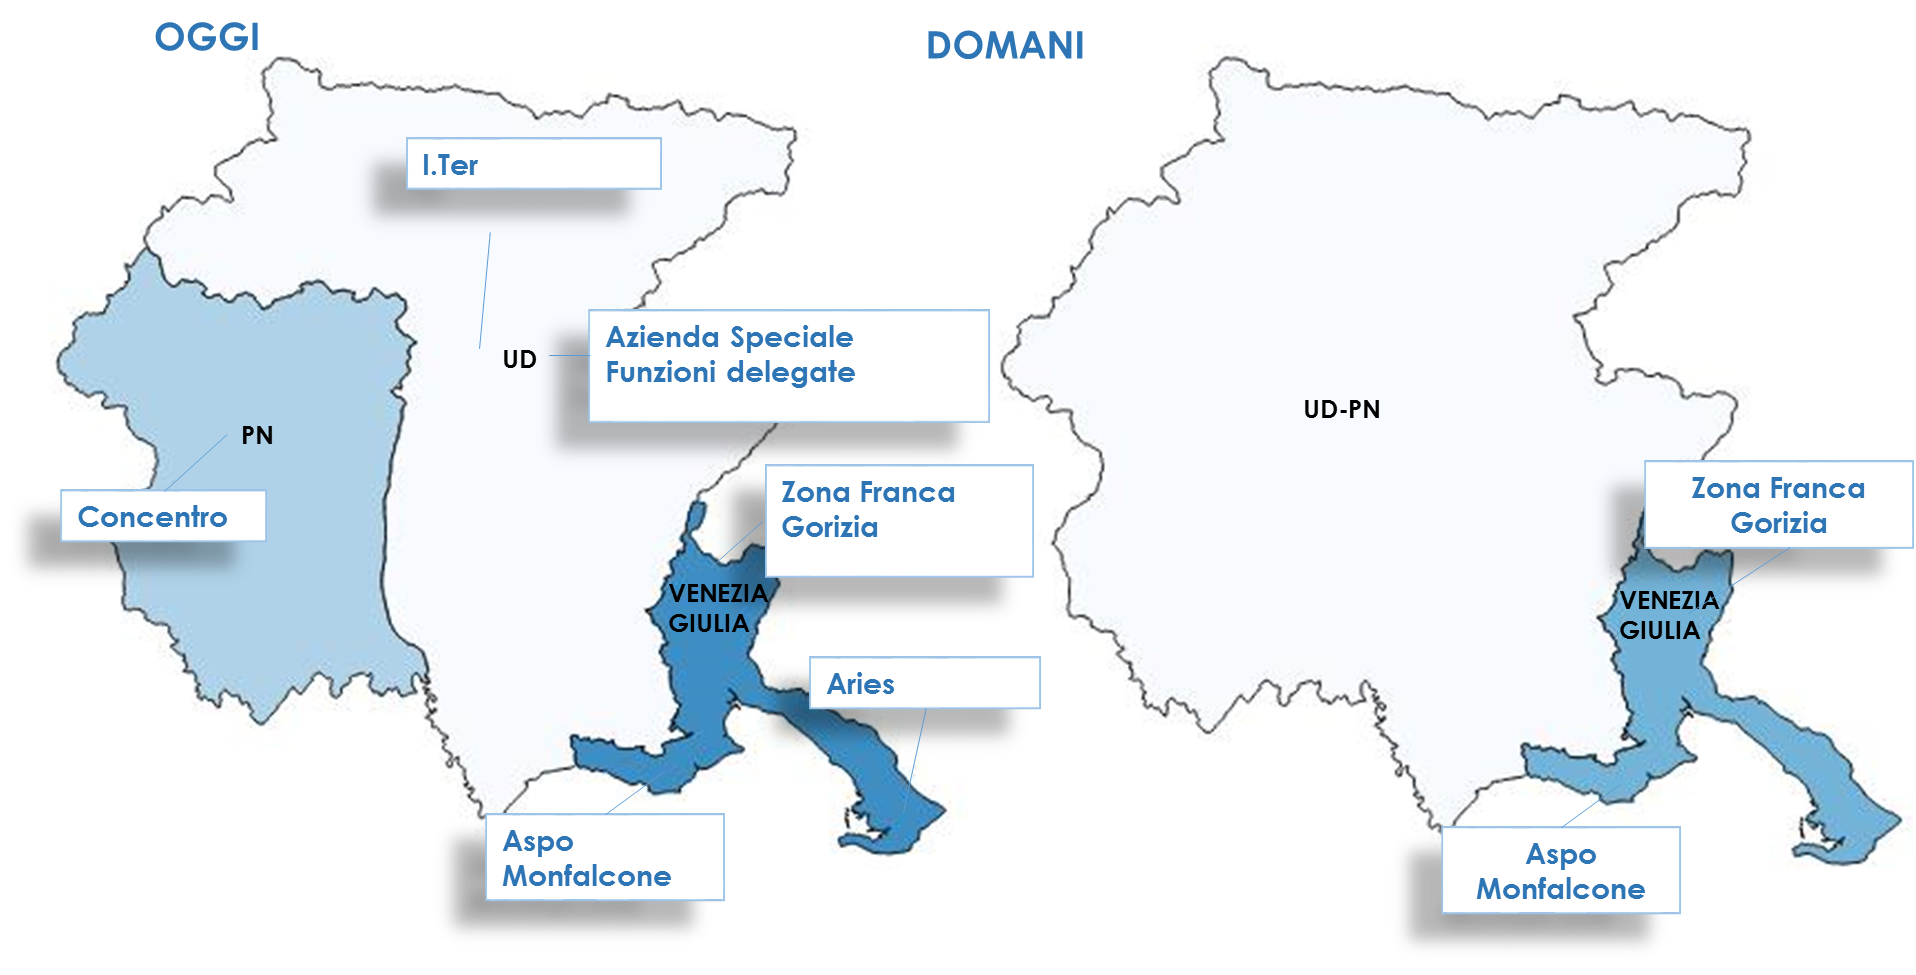 OGGI
I.Ter
UD
Azienda Speciale
Funzioni delegate
PN
Concentro
Zona Franca
Gorizia
VENEZIA
GIULIA
Aries
Aspo
Monfalcone
DOMANI
UD-PN
Zona Franca
Gorizia
VENEZIA
GIULIA
Aspo
Monfalcone